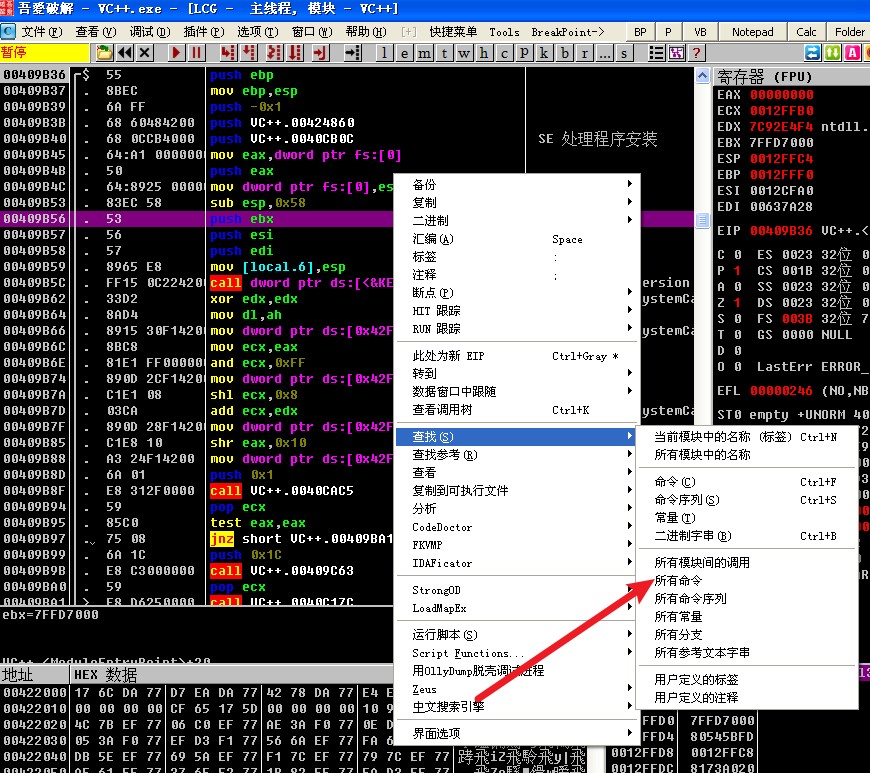 吾爱破解 - VC++.exe - [LCG - 主线程, 模块 - VC++]
文件(F) 查看(V) 调试(D) 插件(P) 选项(T) 窗口(W) 帮助(H) [+] 快捷菜单 Tools BreakPoint-> BP P VB Notepad Calc Folder
暂停 l e m t w h c p k b r ... s ?
00409B36 $ 55 push ebp
00409B37 . 8BEC mov ebp,esp
00409B39 . 6A FF push -0x1
00409B3B . 68 60484200 push VC++.00424860
00409B40 . 68 0CCB4000 push VC++.0040CB0C SE 处理程序安装
00409B45 . 64:A1 0000000 mov eax,dword ptr fs:[0]
00409B4B . 50 push eax
00409B4C . 64:8925 0000 mov dword ptr fs:[0],es
00409B53 . 83EC 58 sub esp,0x58
00409B56 . 53 push ebx
00409B57 . 56 push esi
00409B58 . 57 push edi
00409B59 . 8965 E8 mov [local.6],esp
00409B5C . FF15 0C224200 call dword ptr ds:[<&KE ersion
00409B62 . 33D2 xor edx,edx ystemCa
00409B64 . 8AD4 mov dl,ah
00409B66 . 8915 30F14200 mov dword ptr ds:[0x42F ystemCa
00409B6C . 8BC8 mov ecx,eax
00409B6E . 81E1 FF000000 and ecx,0xFF
00409B74 . 890D 2CF14200 mov dword ptr ds:[0x42F
00409B7A . C1E1 08 shl ecx,0x8
00409B7D . 03CA add ecx,edx ystemCa
00409B7F . 890D 28F14200 mov dword ptr ds:[0x42F
00409B85 . C1E8 10 shr eax,0x10
00409B88 . A3 24F14200 mov dword ptr ds:[0x42F
00409B8D . 6A 01 push 0x1
00409B8F . E8 312F0000 call VC++.0040CAC5
00409B94 . 59 pop ecx
00409B95 . 85C0 test eax,eax
00409B97 . 75 08 jnz short VC++.00409BA1
00409B99 . 6A 1C push 0x1C
00409B9B . E8 C3000000 call VC++.00409C63
00409BA0 . 59 pop ecx
00409BA1 > E8 D6250000 call VC++.0040C17C
ebx=7FFD7000
VC++.<ModuleEntryPoint>+20
寄存器 (FPU)
EAX 00000000
ECX 0012FFB0
EDX 7C92E4F4 ntdll.
EBX 7FFD7000
ESP 0012FFC4
EBP 0012FFF0
ESI 0012CFA0
EDI 00637A28
EIP 00409B36 VC++.<
C 0 ES 0023 32位 0
P 1 CS 001B 32位 0
A 0 SS 0023 32位 0
Z 1 DS 0023 32位 0
S 0 FS 003B 32位 7
T 0 GS 0000 NULL
D 0
O 0 LastErr ERROR_
EFL 00000246 (NO,NB
ST0 empty +UNORM 40
备份
复制
二进制
汇编(A) Space
标签 :
注释 ;
断点(P)
HIT 跟踪
RUN 跟踪
此处为新 EIP Ctrl+Gray *
转到
数据窗口中跟随
查看调用树 Ctrl+K
查找(S)
查找参考(R)
查看
复制到可执行文件
分析
CodeDoctor
FKVMP
IDAFicator
StrongOD
LoadMapEx
运行脚本(S)
Script Functions...
用OllyDump脱壳调试进程
Zeus
中文搜索引擎
界面选项
当前模块中的名称 (标签) Ctrl+N
所有模块中的名称
命令(C) Ctrl+F
命令序列(S) Ctrl+S
常量(T)
二进制字串(B) Ctrl+B
所有模块间的调用
所有命令
所有命令序列
所有常量
所有分支
所有参考文本字串
用户定义的标签
用户定义的注释
地址 HEX 数据
00422000 17 6C DA 77 D7 EA DA 77 42 78 DA 77 E4 E
00422010 00 00 00 00 CF 65 17 5D 00 00 00 00 10 9
00422020 4C 7B EF 77 06 C0 EF 77 AE 3A F0 77 0E D
00422030 05 3A F0 77 EF D3 F1 77 56 6A EF 77 FA 6
00422040 DB 5E EF 77 69 5A EF 77 F1 7C EF 77 79 7C EF 77
FFD0 7FFD7000
FFD4 80545BFD
0012FFD8 0012FFC8
0012FFDC 8173A020